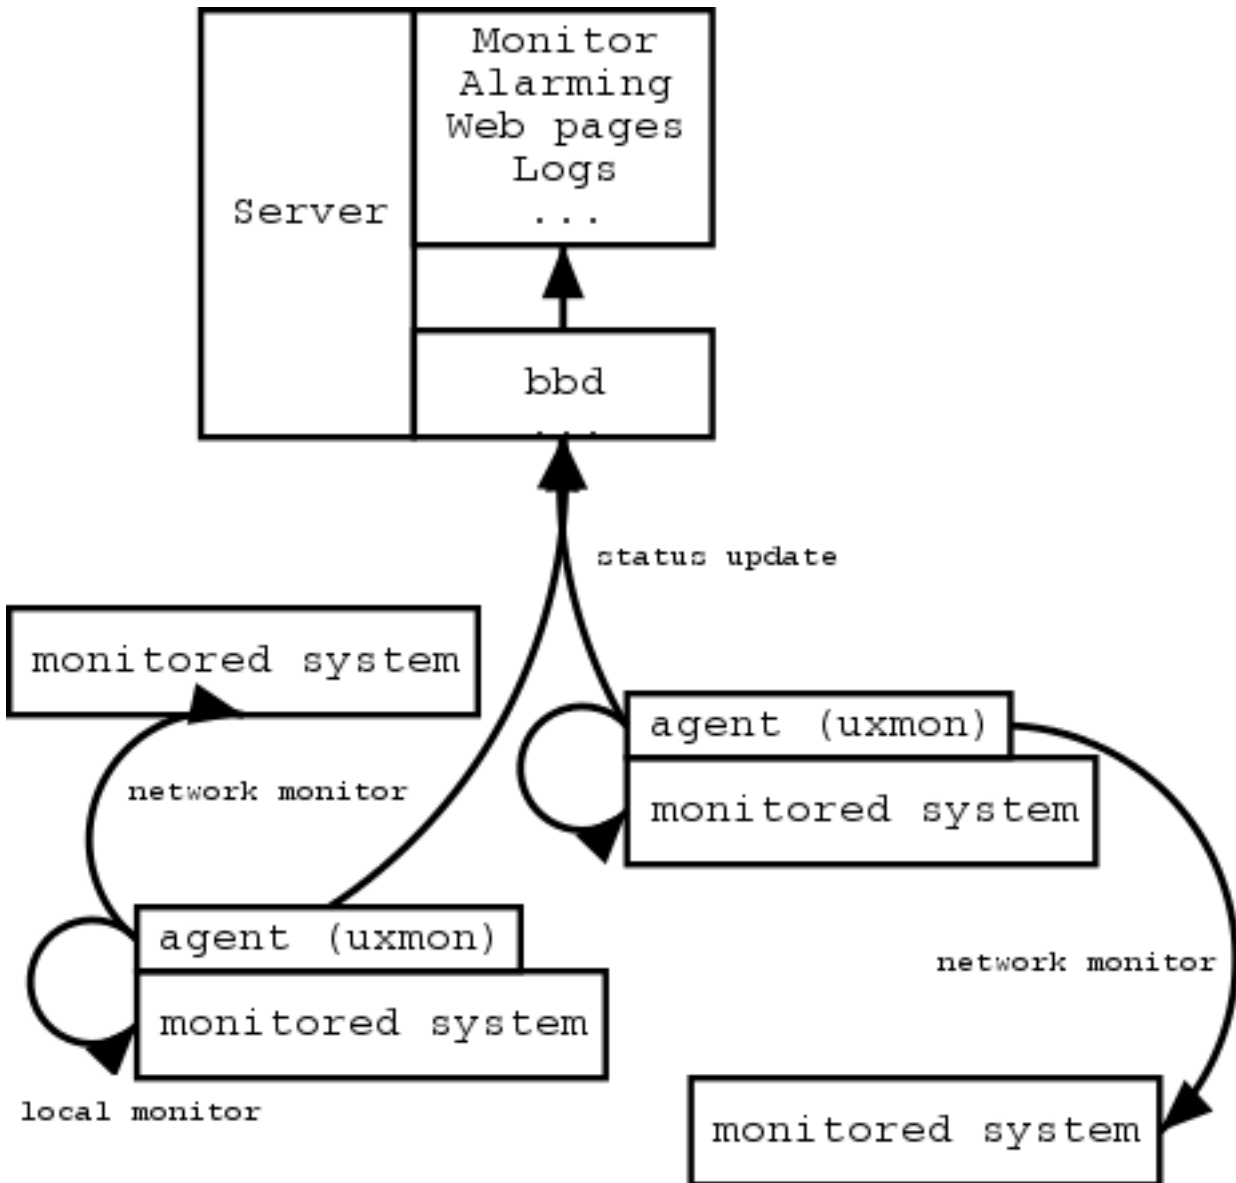 Monitor
Alarming
Web pages
Logs
...
Server
bbd
...
status update
monitored system
agent (uxmon)
network monitor
monitored system
agent (uxmon)
network monitor
monitored system
local monitor
monitored system